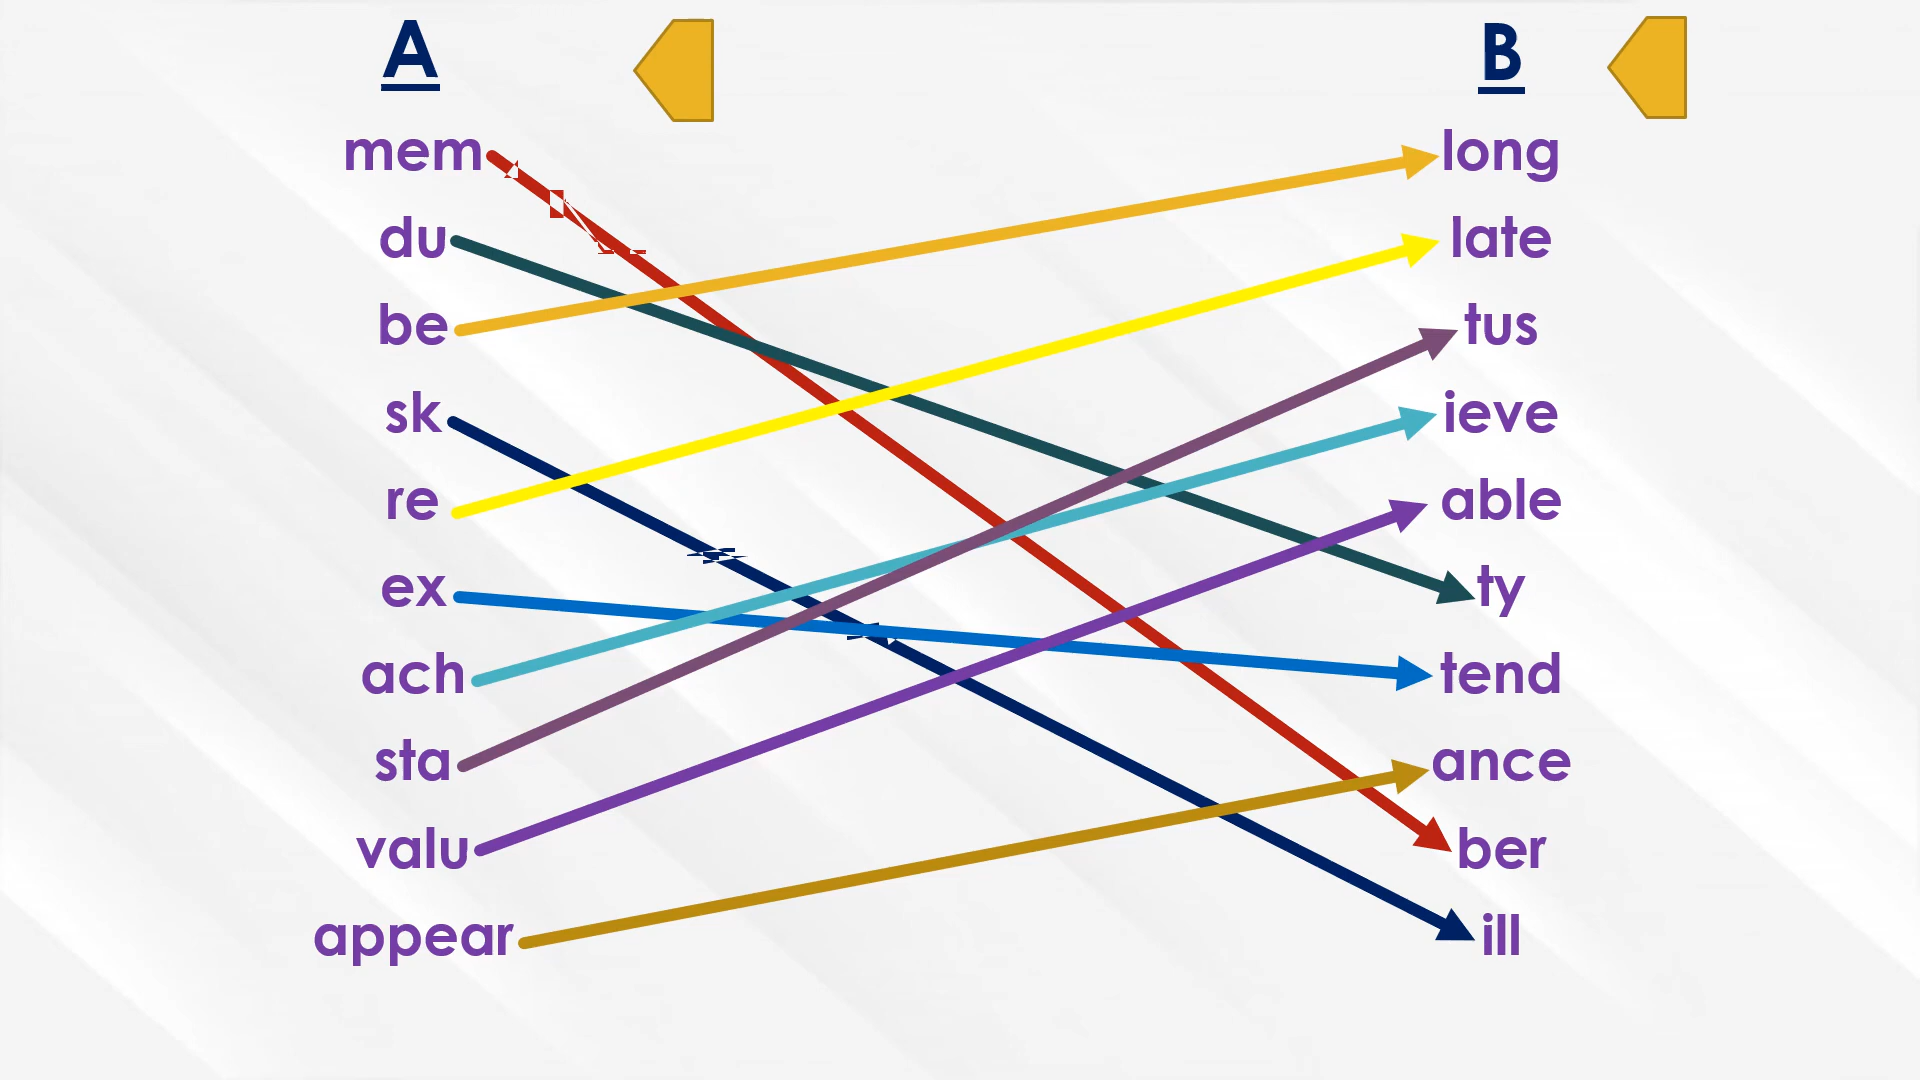 A B
mem long
du late
be tus
sk ieve
re able
ex ty
ach tend
sta ance
valu ber
appear ill